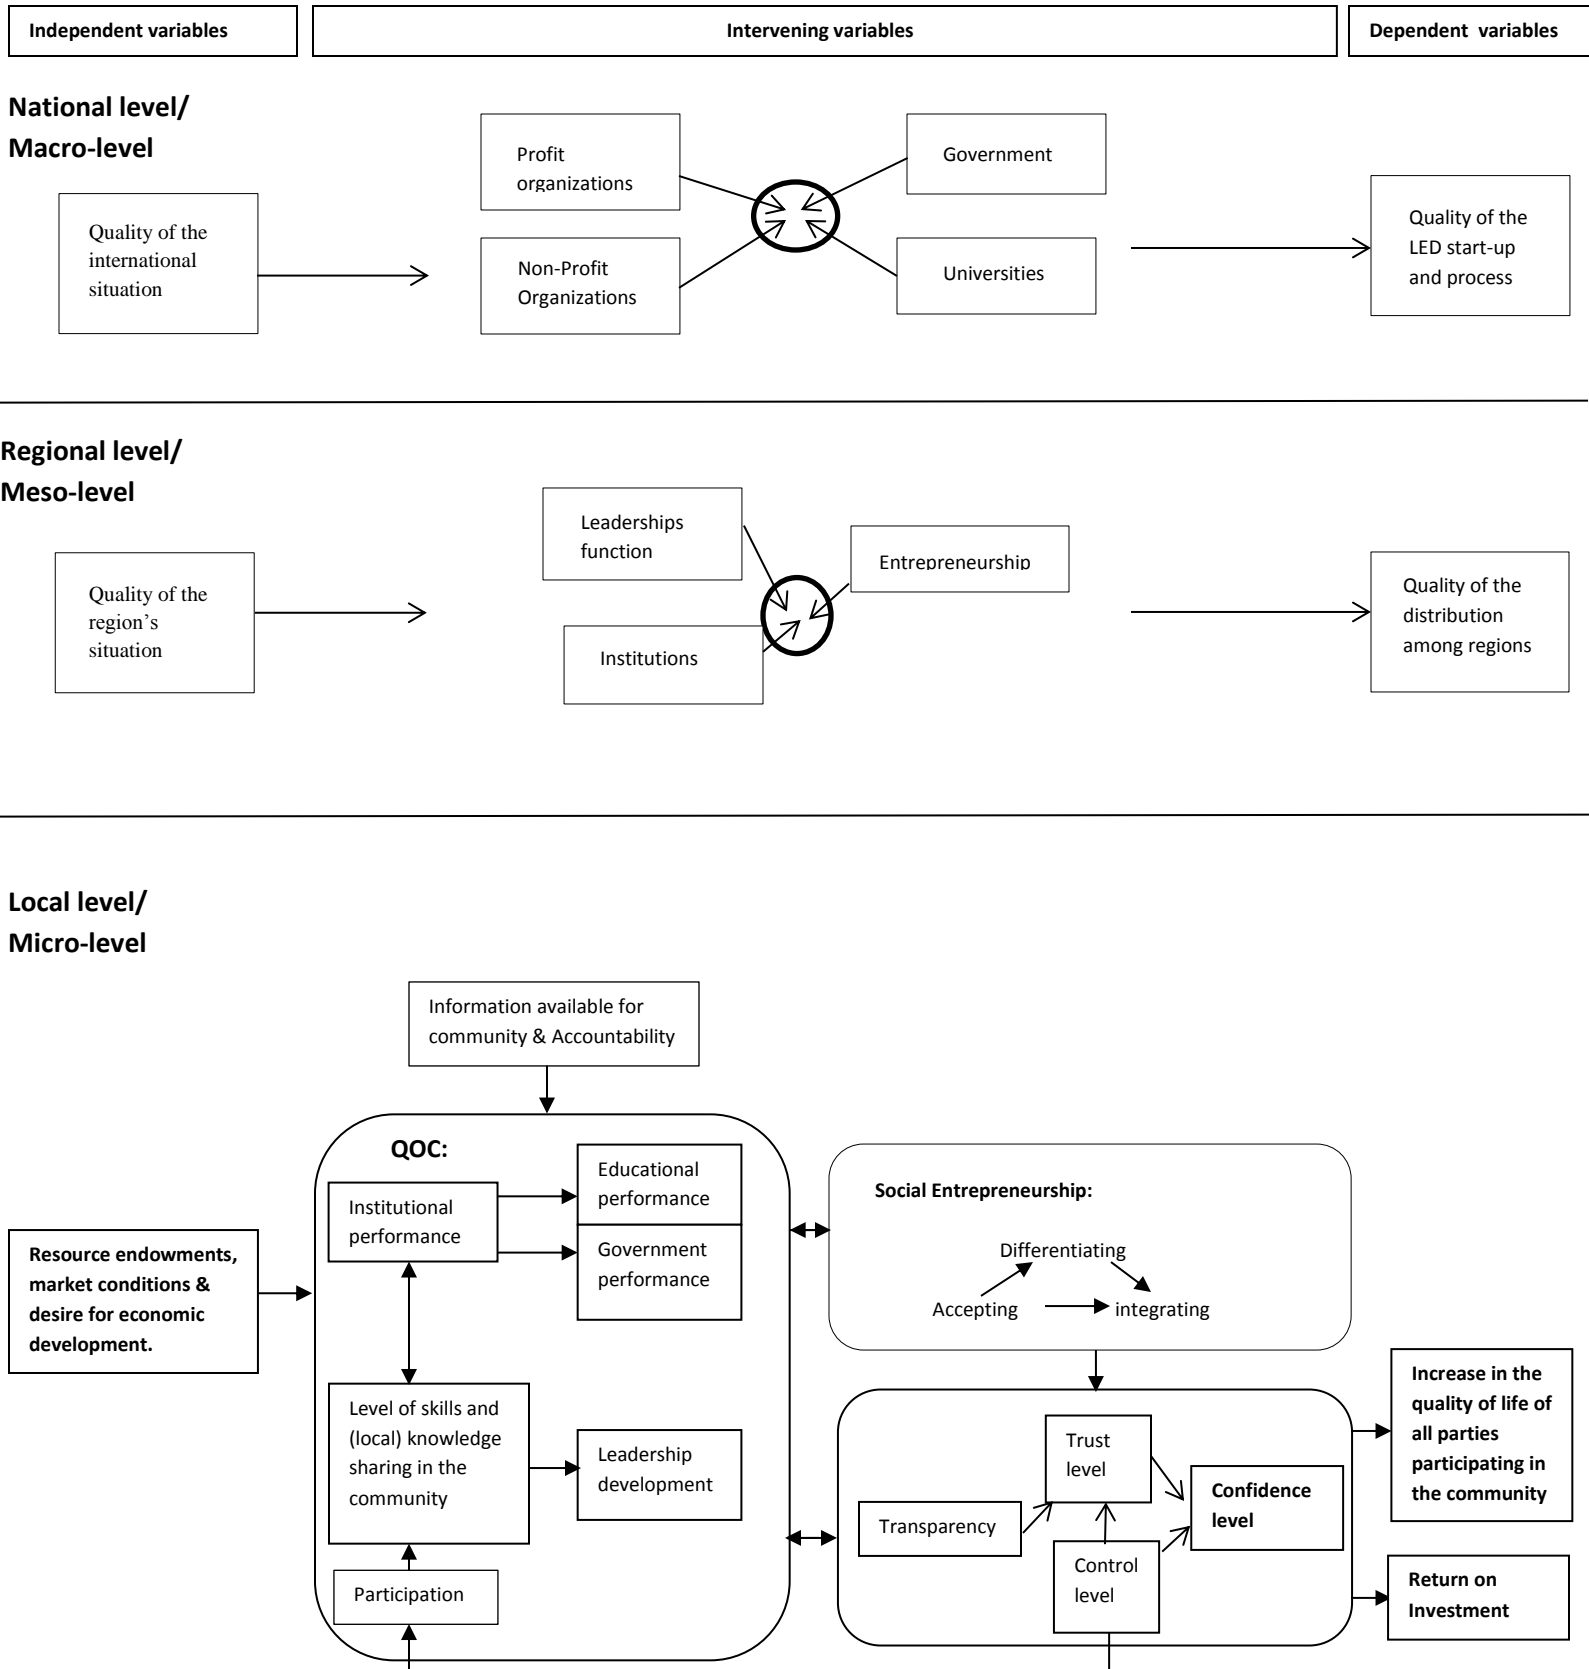 Independent variables
Intervening variables
Dependent variables
National level/
Macro-level
Profit
organizations
Government
Quality of the
international
situation
Non-Profit
Organizations
Universities
Quality of the
LED start-up
and process
Regional level/
Meso-level
Leaderships
function
Entrepreneurship
Quality of the
region's
situation
Institutions
Quality of the
distribution
among regions
Local level/
Micro-level
Information available for
community & Accountability
QOC:
Institutional
performance
Educational
performance
Government
performance
Social Entrepreneurship:
Differentiating
Accepting
integrating
Resource endowments,
market conditions &
desire for economic
development.
Level of skills and
(local) knowledge
sharing in the
community
Leadership
development
Participation
Trust
level
Transparency
Control
level
Confidence
level
Increase in the
quality of life of
all parties
participating in
the community
Return on
Investment